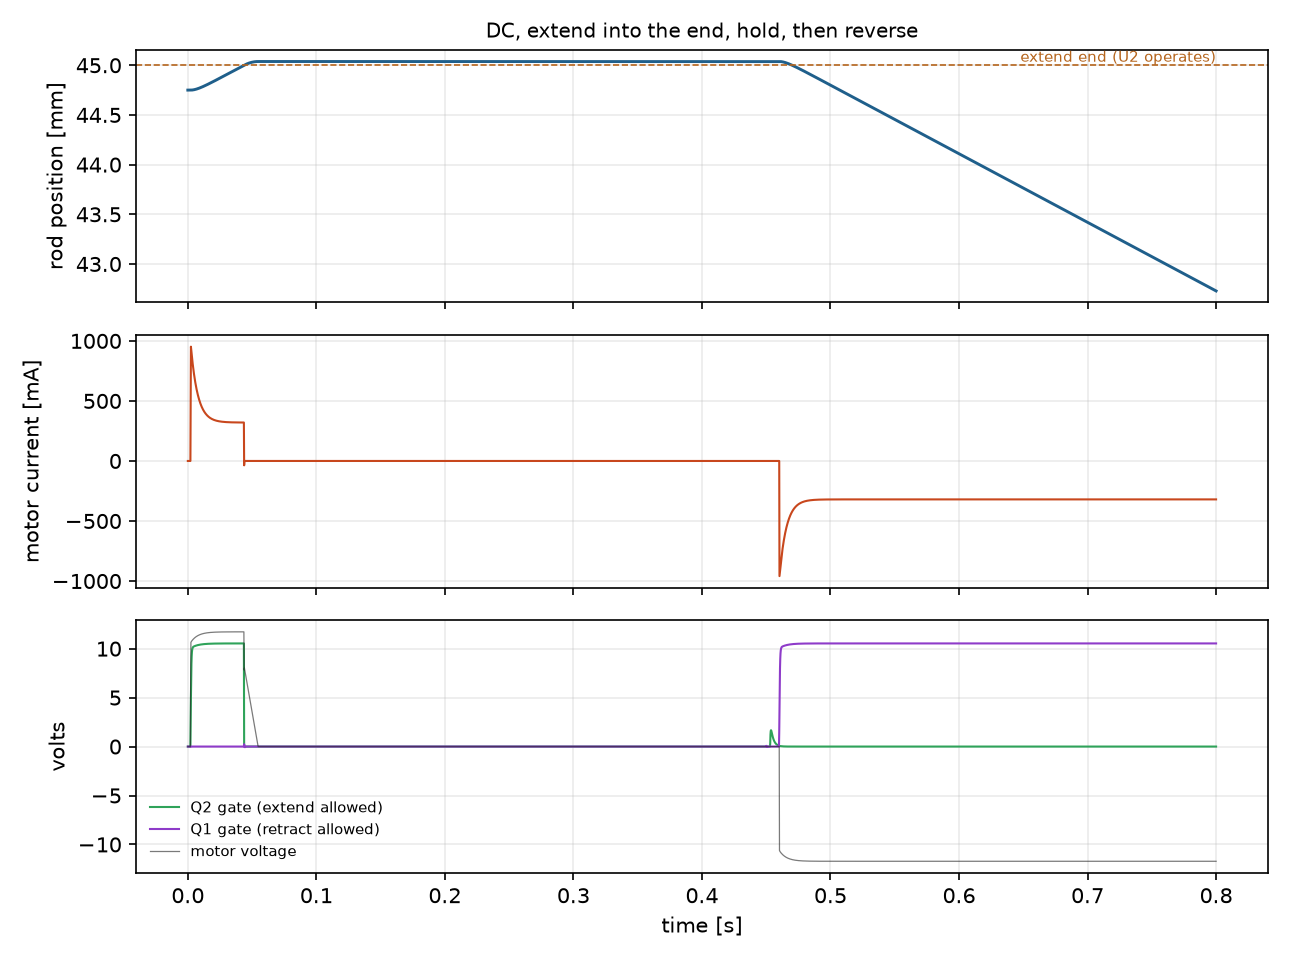 DC, extend into the end, hold, then reverse
extend end (U2 operates)
45.0
44.5
44.0
43.5
43.0
rod position [mm]
1000
500
0
−500
−1000
motor current [mA]
10
5
0
−5
−10
volts
Q2 gate (extend allowed)
Q1 gate (retract allowed)
motor voltage
0.0 0.1 0.2 0.3 0.4 0.5 0.6 0.7 0.8
time [s]